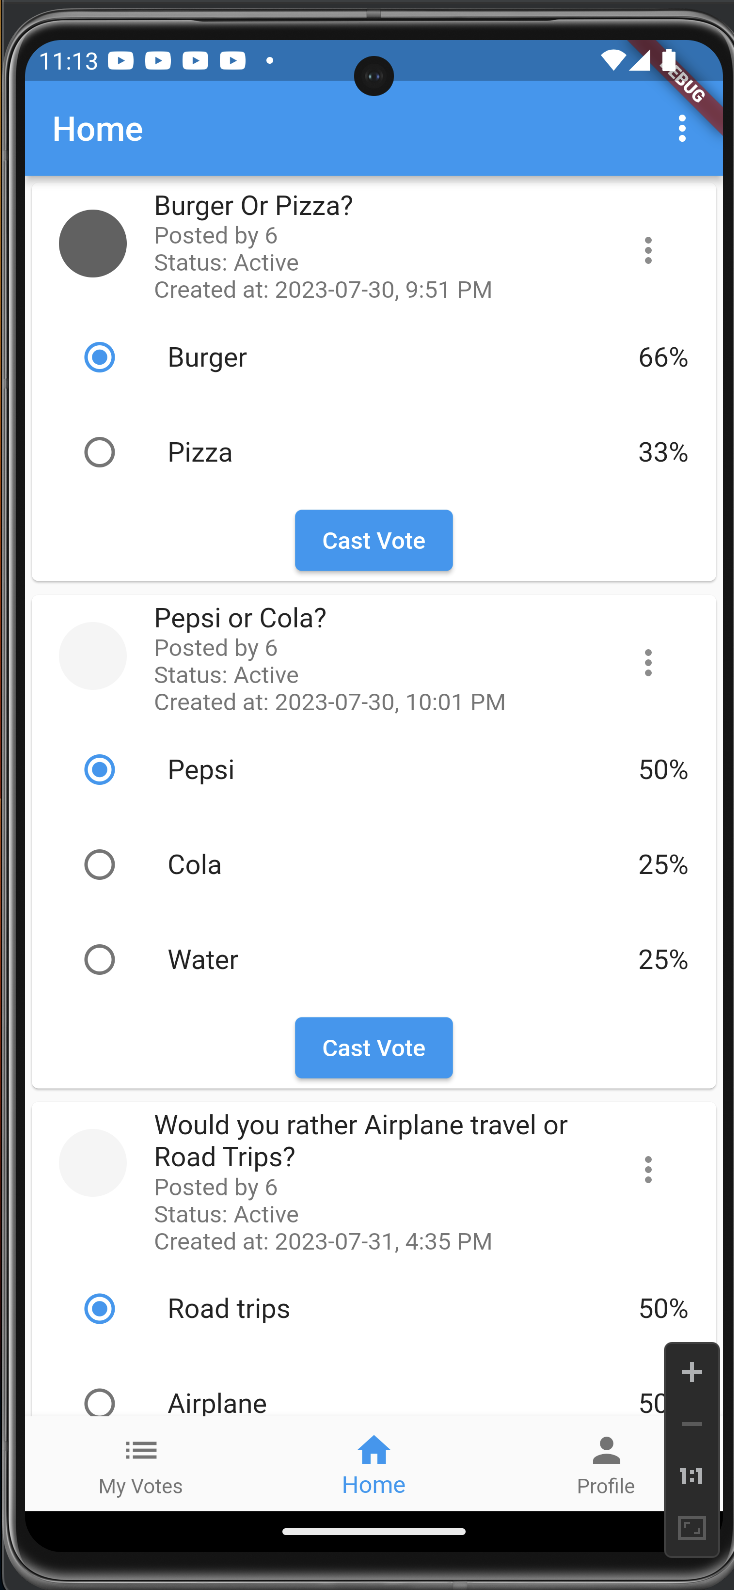 11:13
DEBUG
Home
Burger Or Pizza?
Posted by 6
Status: Active
Created at: 2023-07-30, 9:51 PM
Burger 66%
Pizza 33%
Cast Vote
Pepsi or Cola?
Posted by 6
Status: Active
Created at: 2023-07-30, 10:01 PM
Pepsi 50%
Cola 25%
Water 25%
Cast Vote
Would you rather Airplane travel or
Road Trips?
Posted by 6
Status: Active
Created at: 2023-07-31, 4:35 PM
Road trips 50%
Airplane 50
My Votes Home Profile
1:1